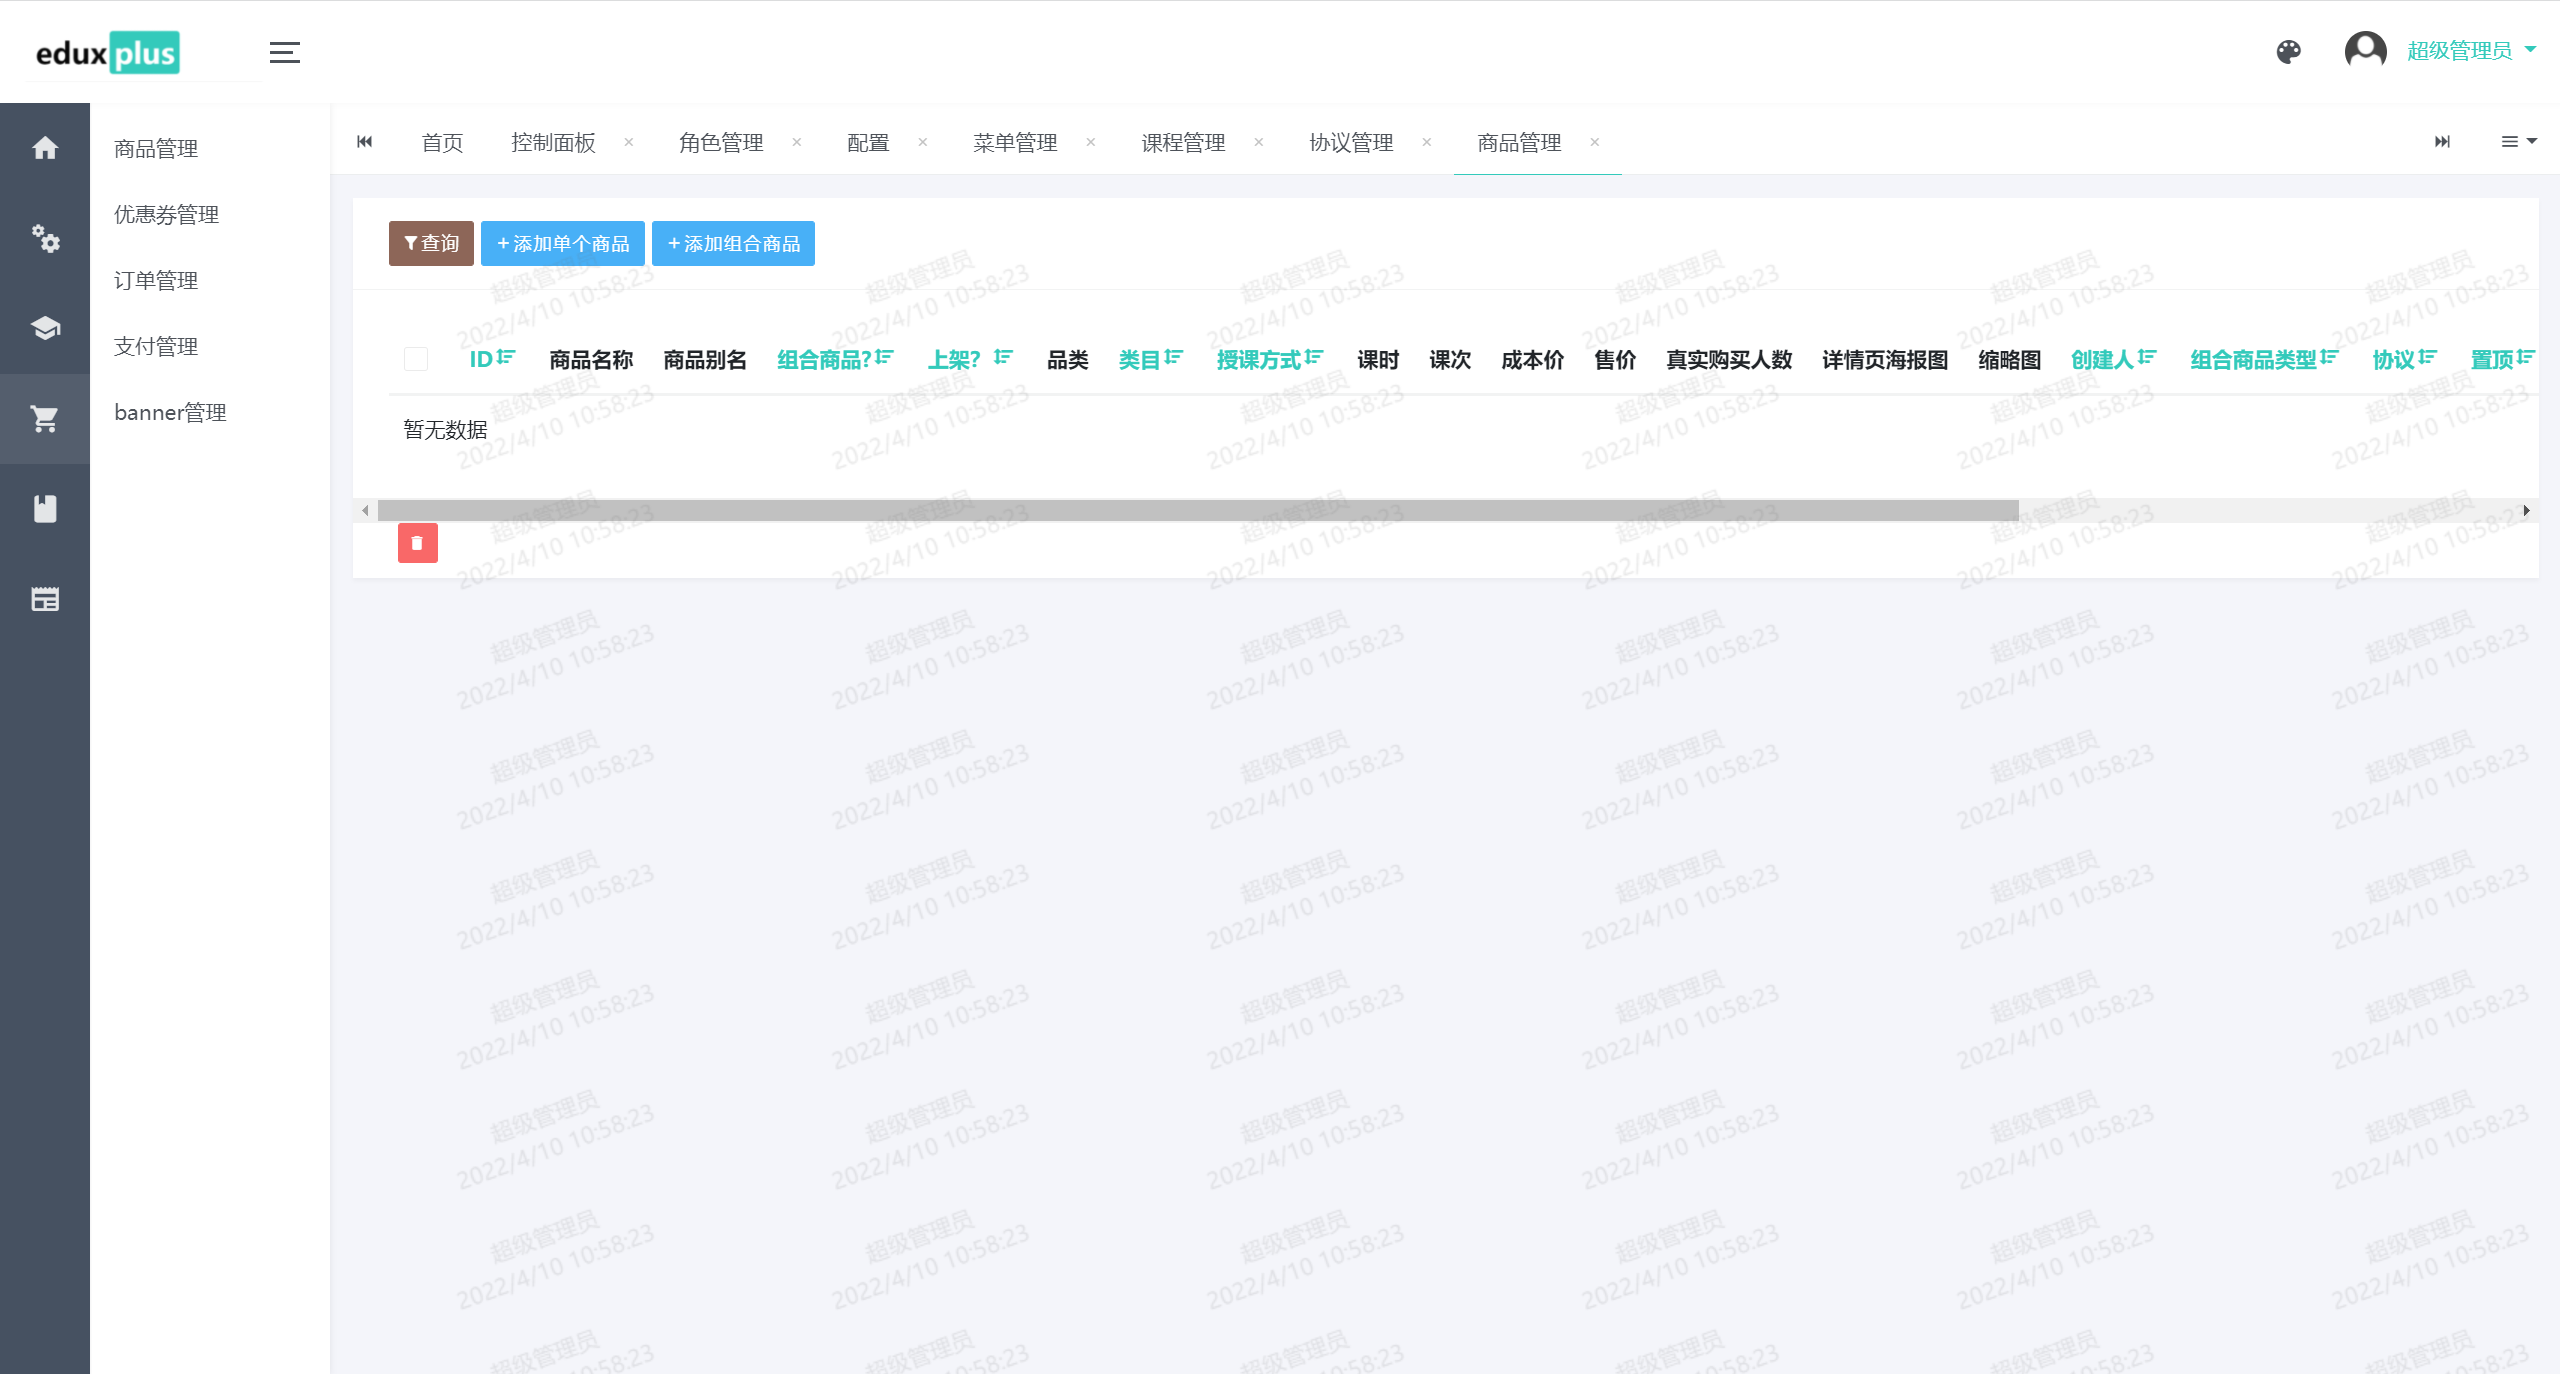 eduxplus
超级管理员
首页 控制面板 × 角色管理 × 配置 × 菜单管理 × 课程管理 × 协议管理 × 商品管理 ×
商品管理
优惠券管理
订单管理
支付管理
banner管理
查询 +添加单个商品 +添加组合商品
ID 商品名称 商品别名 组合商品? 上架? 品类 类目 授课方式 课时 课次 成本价 售价 真实购买人数 详情页海报图 缩略图 创建人 组合商品类型 协议 置顶
暂无数据
超级管理员
2022/4/10 10:58:23